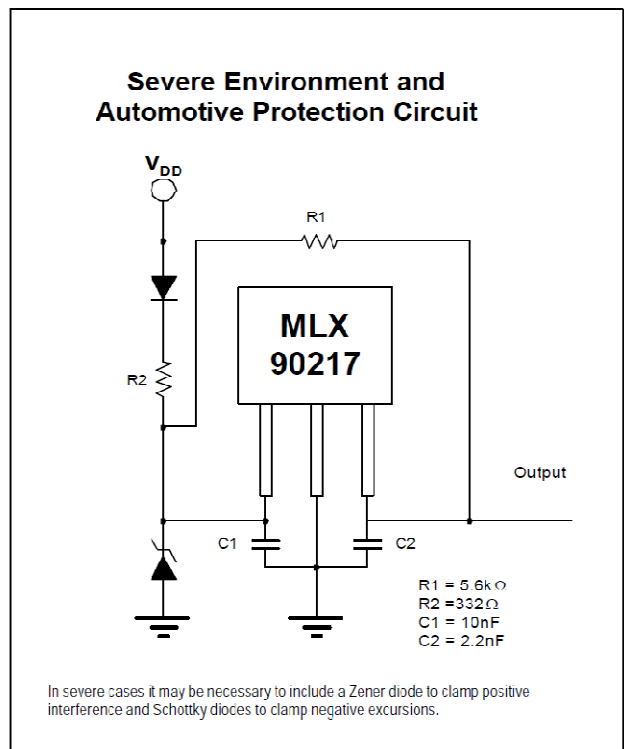 Severe Environment and
Automotive Protection Circuit
VDD
R1
MLX
90217
R2
Output
C1
C2
R1 = 5.6kΩ
R2 =332Ω
C1 = 10nF
C2 = 2.2nF
In severe cases it may be necessary to include a Zener diode to clamp positive
interference and Schottky diodes to clamp negative excursions.